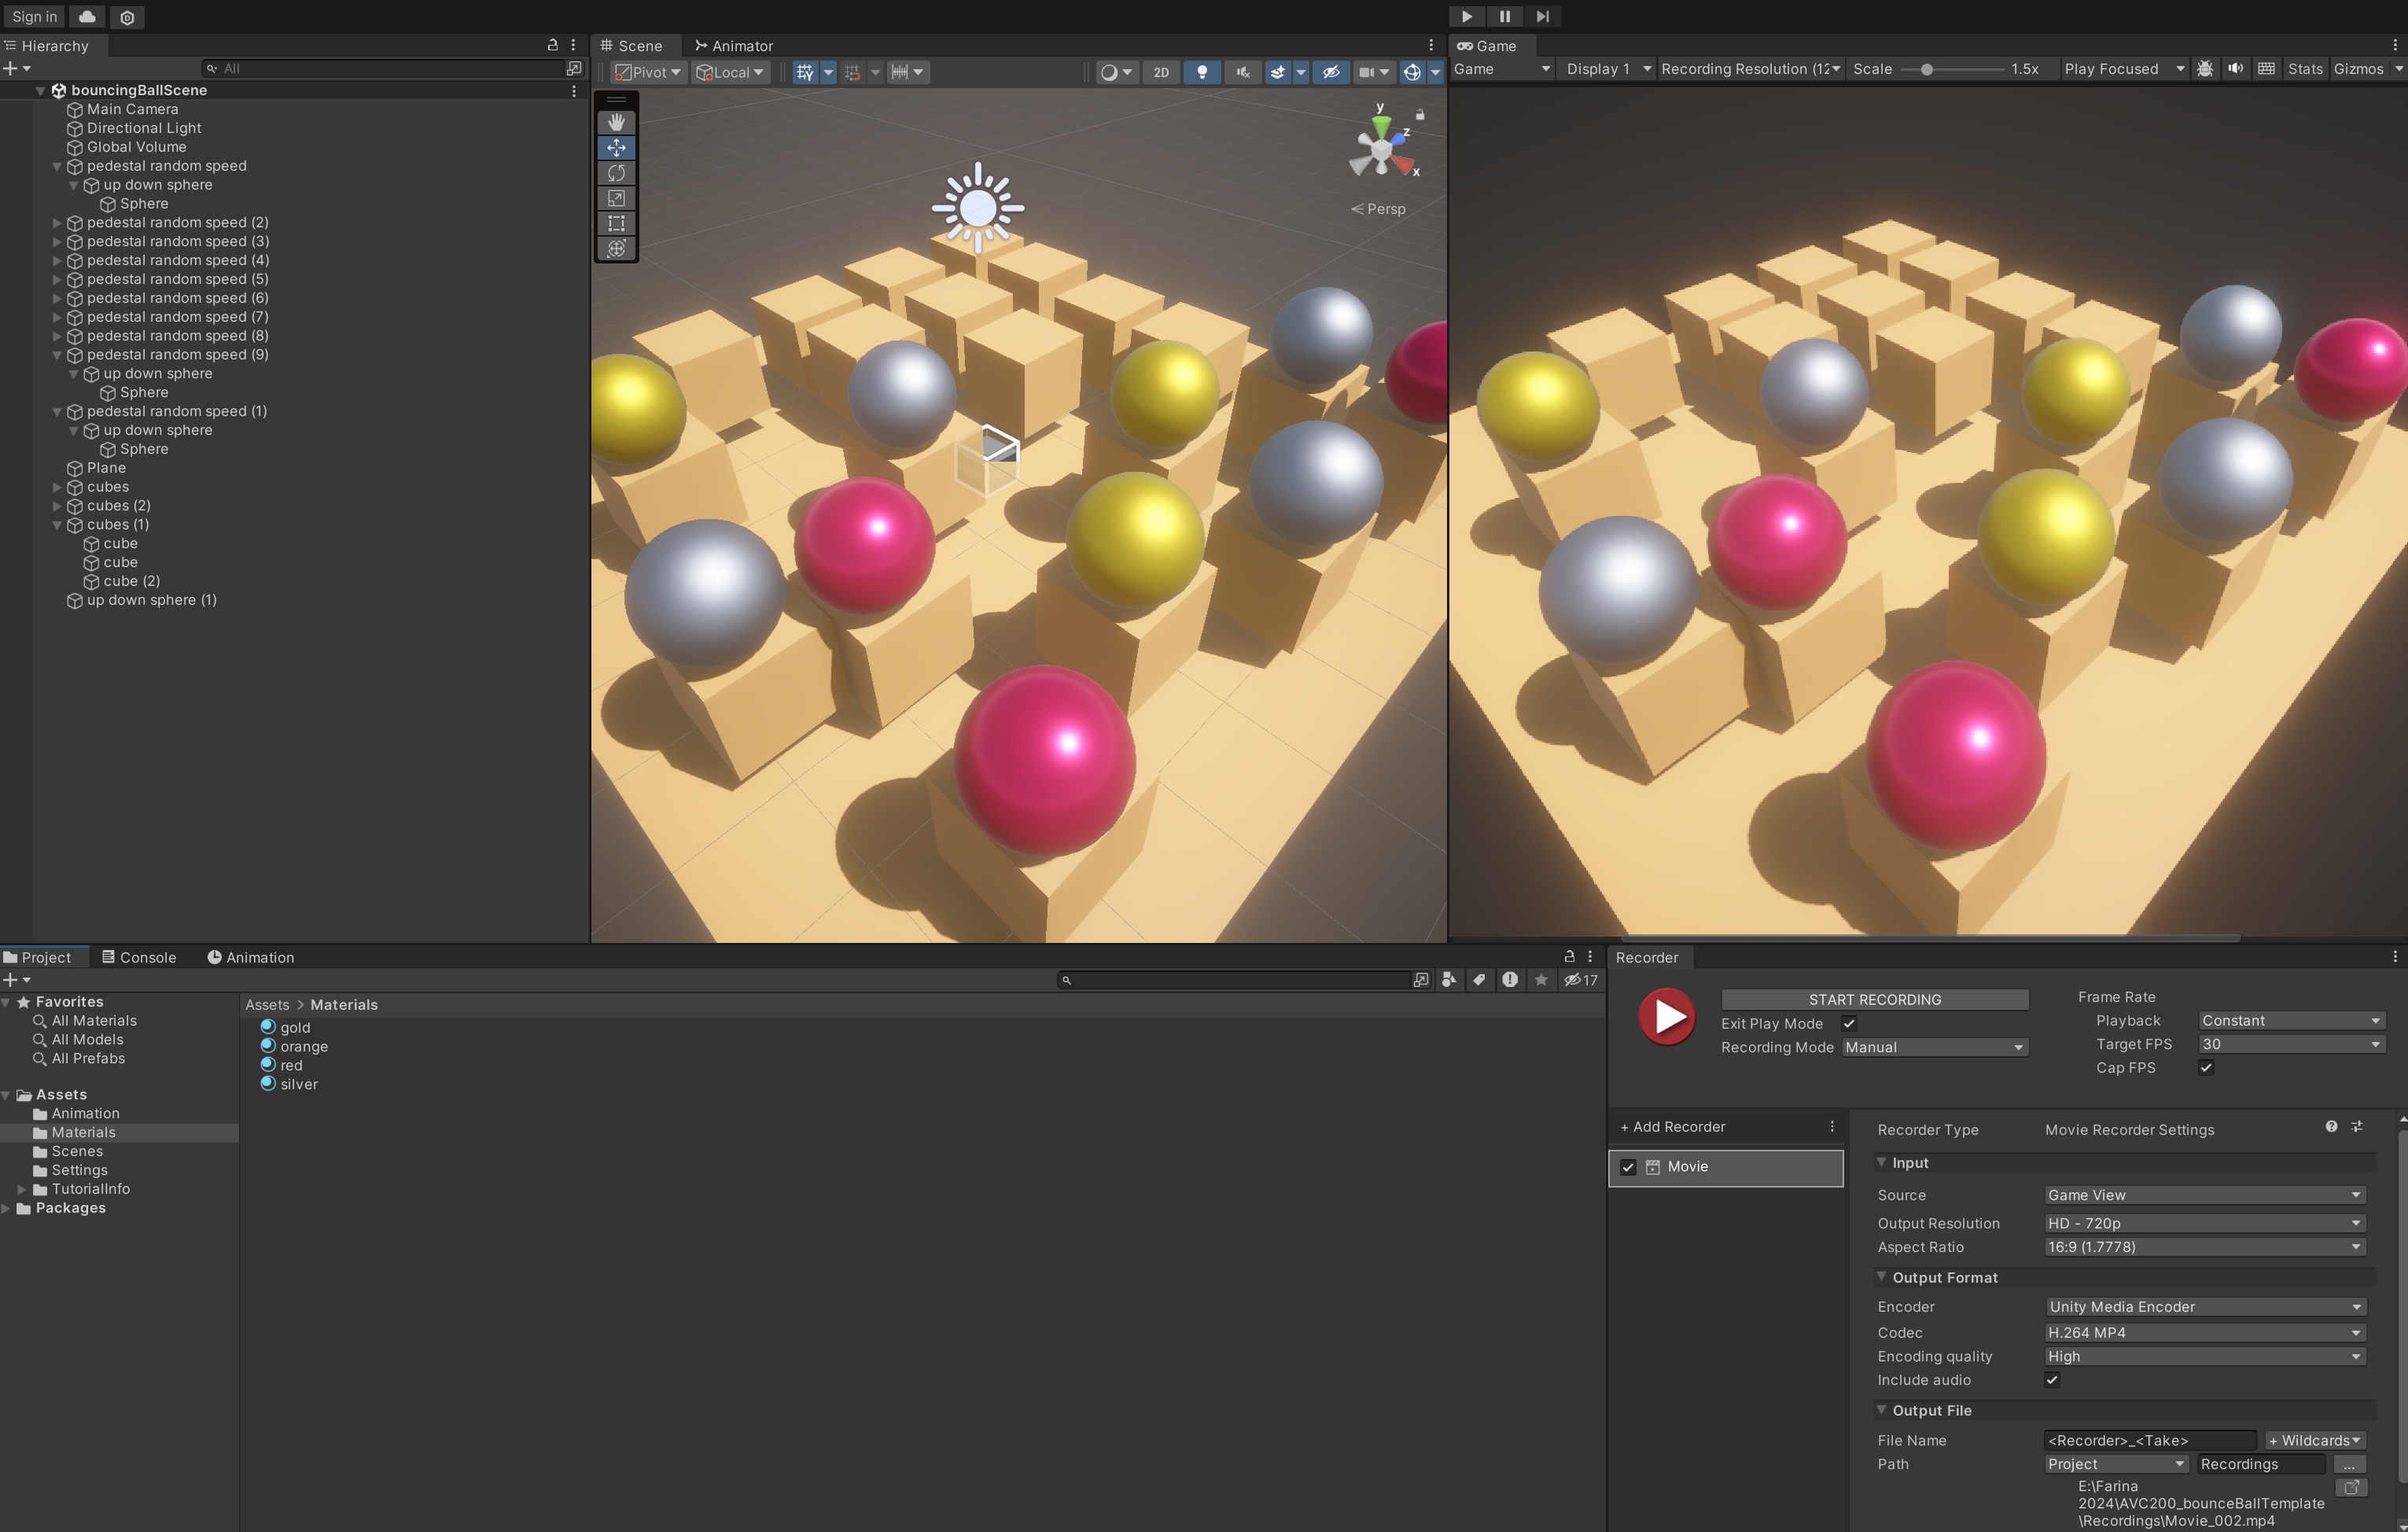 Sign in
Hierarchy
All
bouncingBallScene
Main Camera
Directional Light
Global Volume
pedestal random speed
up down sphere
Sphere
pedestal random speed (2)
pedestal random speed (3)
pedestal random speed (4)
pedestal random speed (5)
pedestal random speed (6)
pedestal random speed (7)
pedestal random speed (8)
pedestal random speed (9)
up down sphere
Sphere
pedestal random speed (1)
up down sphere
Sphere
Plane
cubes
cubes (2)
cubes (1)
cube
cube
cube (2)
up down sphere (1)
Scene Animator
Pivot Local 2D
y
z
x
Persp
Game
Game Display 1 Recording Resolution (12 Scale 1.5x Play Focused Stats Gizmos
Project Console Animation
17
Favorites
All Materials
All Models
All Prefabs
Assets
Animation
Materials
Scenes
Settings
TutorialInfo
Packages
Assets > Materials
gold
orange
red
silver
Recorder
START RECORDING
Exit Play Mode
Recording Mode Manual
Frame Rate
Playback Constant
Target FPS 30
Cap FPS
+ Add Recorder
Movie
Recorder Type Movie Recorder Settings
Input
Source Game View
Output Resolution HD - 720p
Aspect Ratio 16:9 (1.7778)
Output Format
Encoder Unity Media Encoder
Codec H.264 MP4
Encoding quality High
Include audio
Output File
File Name <Recorder>_<Take> + Wildcards
Path Project Recordings ...
E:\Farina
2024\AVC200_bounceBallTemplate
\Recordings\Movie_002.mp4